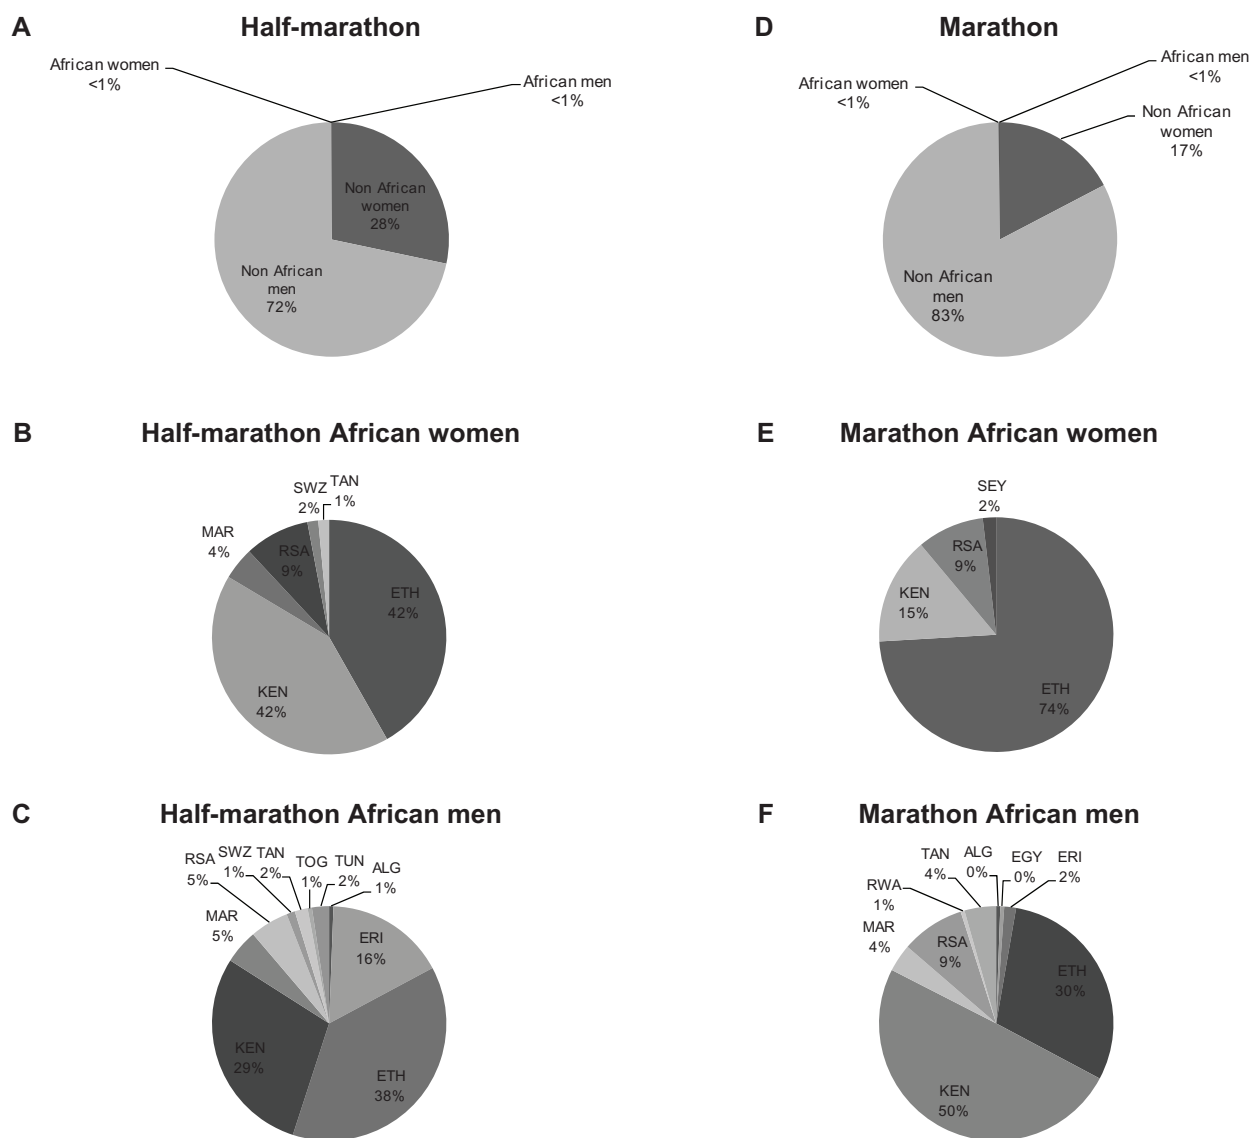 A
Half-marathon
African women
<1%
African men
<1%
Non African
women
28%
Non African
men
72%
D
Marathon
African women
<1%
African men
<1%
Non African
women
17%
Non African
men
83%
B
Half-marathon African women
SWZ
2%
TAN
1%
MAR
4%
RSA
9%
ETH
42%
KEN
42%
E
Marathon African women
SEY
2%
RSA
9%
KEN
15%
ETH
74%
C
Half-marathon African men
RSA
5%
SWZ
1%
TAN
2%
TOG
1%
TUN
2%
ALG
1%
MAR
5%
ERI
16%
KEN
29%
ETH
38%
F
Marathon African men
RWA
1%
TAN
4%
ALG
0%
EGY
0%
ERI
2%
MAR
4%
RSA
9%
ETH
30%
KEN
50%